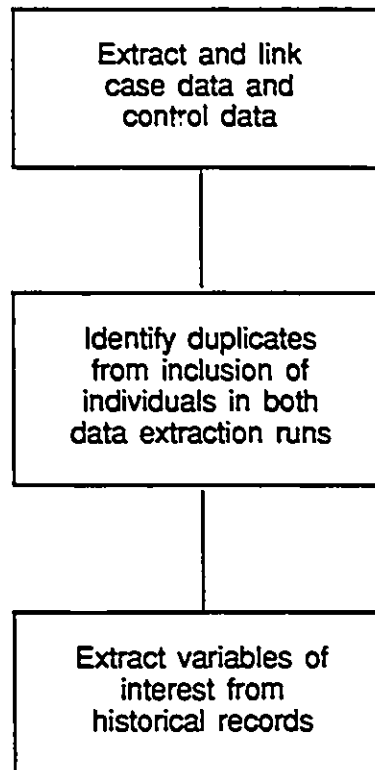 Extract and link
case data and
control data
Identify duplicates
from inclusion of
individuals in both
data extraction runs
Extract variables of
interest from
historical records